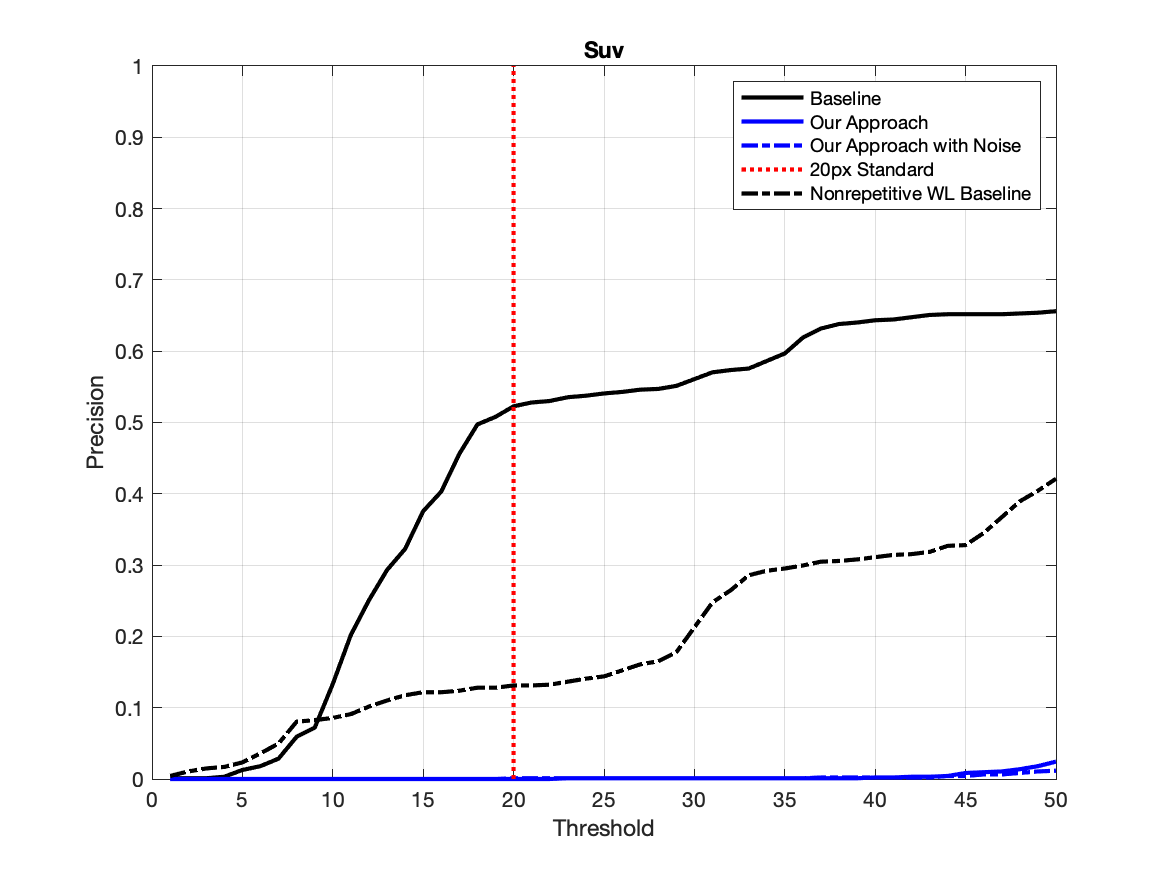 Suv
1
0.9
0.8
0.7
0.6
0.5
0.4
0.3
0.2
0.1
0
Precision
Baseline
Our Approach
Our Approach with Noise
20px Standard
Nonrepetitive WL Baseline
0 5 10 15 20 25 30 35 40 45 50
Threshold